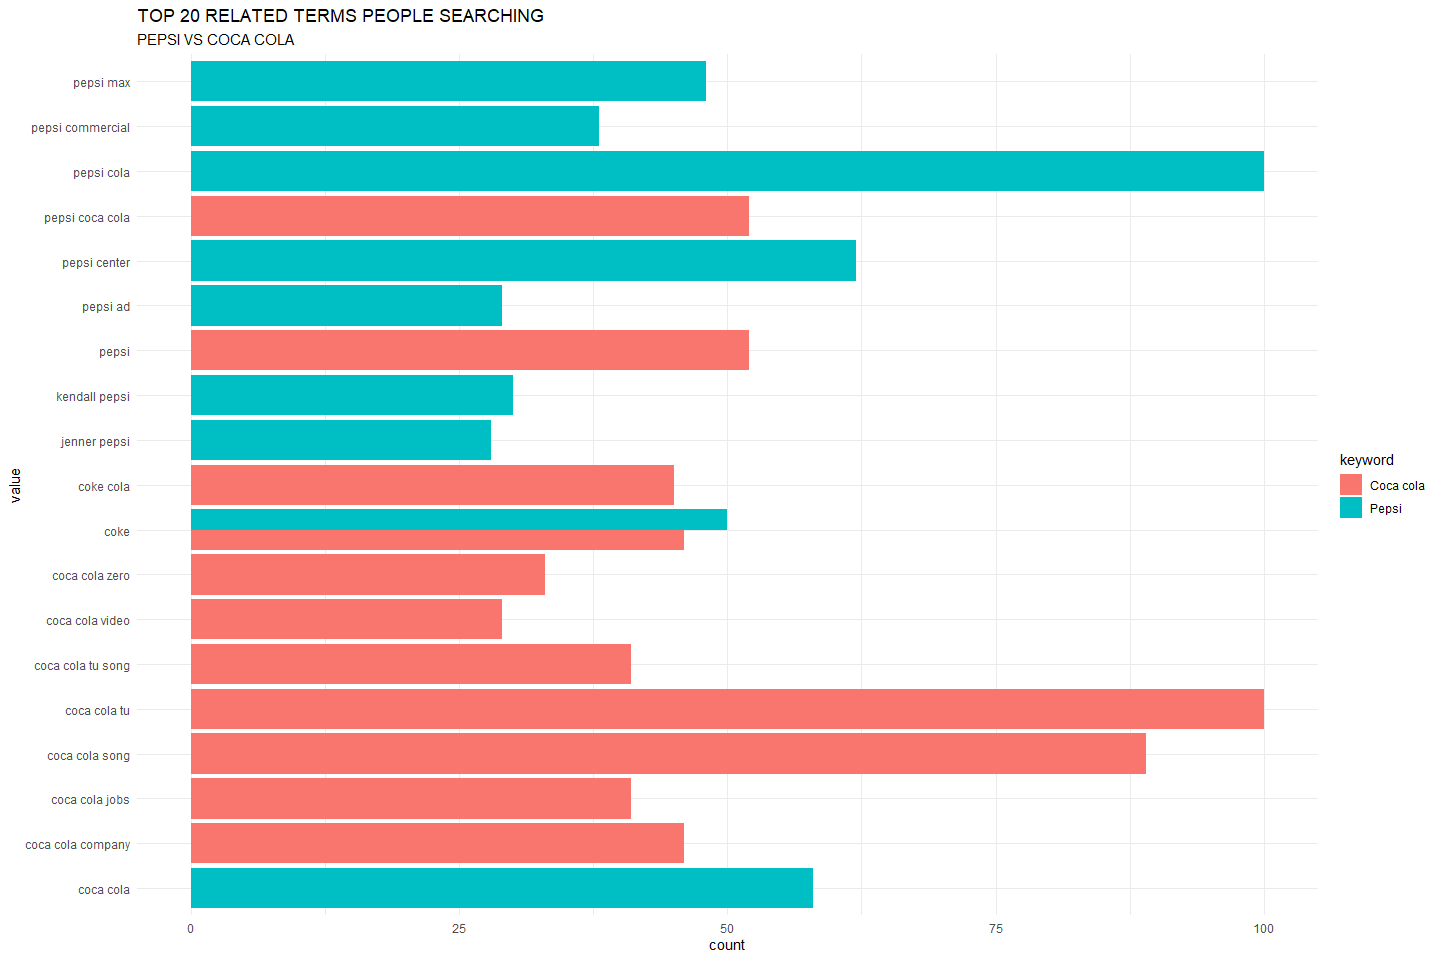 TOP 20 RELATED TERMS PEOPLE SEARCHING
PEPSI VS COCA COLA
pepsi max
pepsi commercial
pepsi cola
pepsi coca cola
pepsi center
pepsi ad
pepsi
kendall pepsi
jenner pepsi
coke cola
coke
coca cola zero
coca cola video
coca cola tu song
coca cola tu
coca cola song
coca cola jobs
coca cola company
coca cola
value
0 25 50 75 100
count
keyword
Coca cola
Pepsi